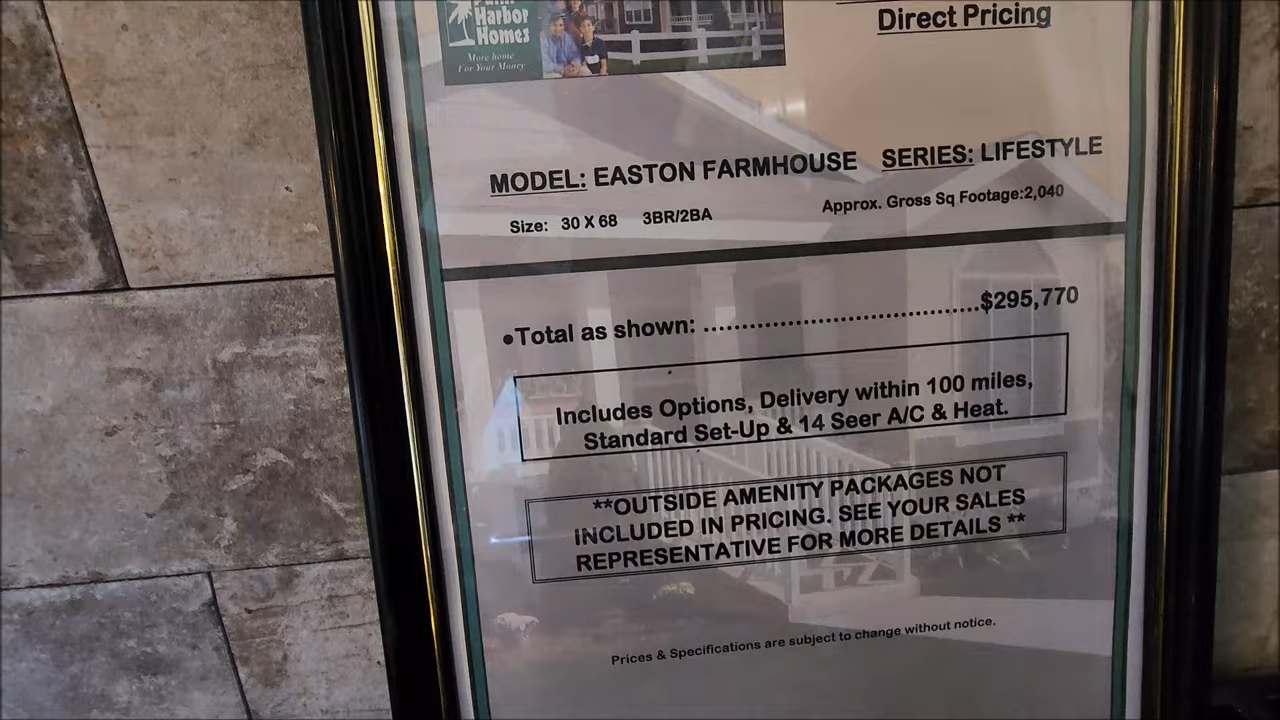 Harbor
Homes
More home
For Your Money
Direct Pricing
MODEL: EASTON FARMHOUSE SERIES: LIFESTYLE
Size: 30 X 68 3BR/2BA Approx. Gross Sq Footage:2,040
•Total as shown: ......................................$295,770
Includes Options, Delivery within 100 miles,
Standard Set-Up & 14 Seer A/C & Heat.
**OUTSIDE AMENITY PACKAGES NOT
INCLUDED IN PRICING. SEE YOUR SALES
REPRESENTATIVE FOR MORE DETAILS **
Prices & Specifications are subject to change without notice.